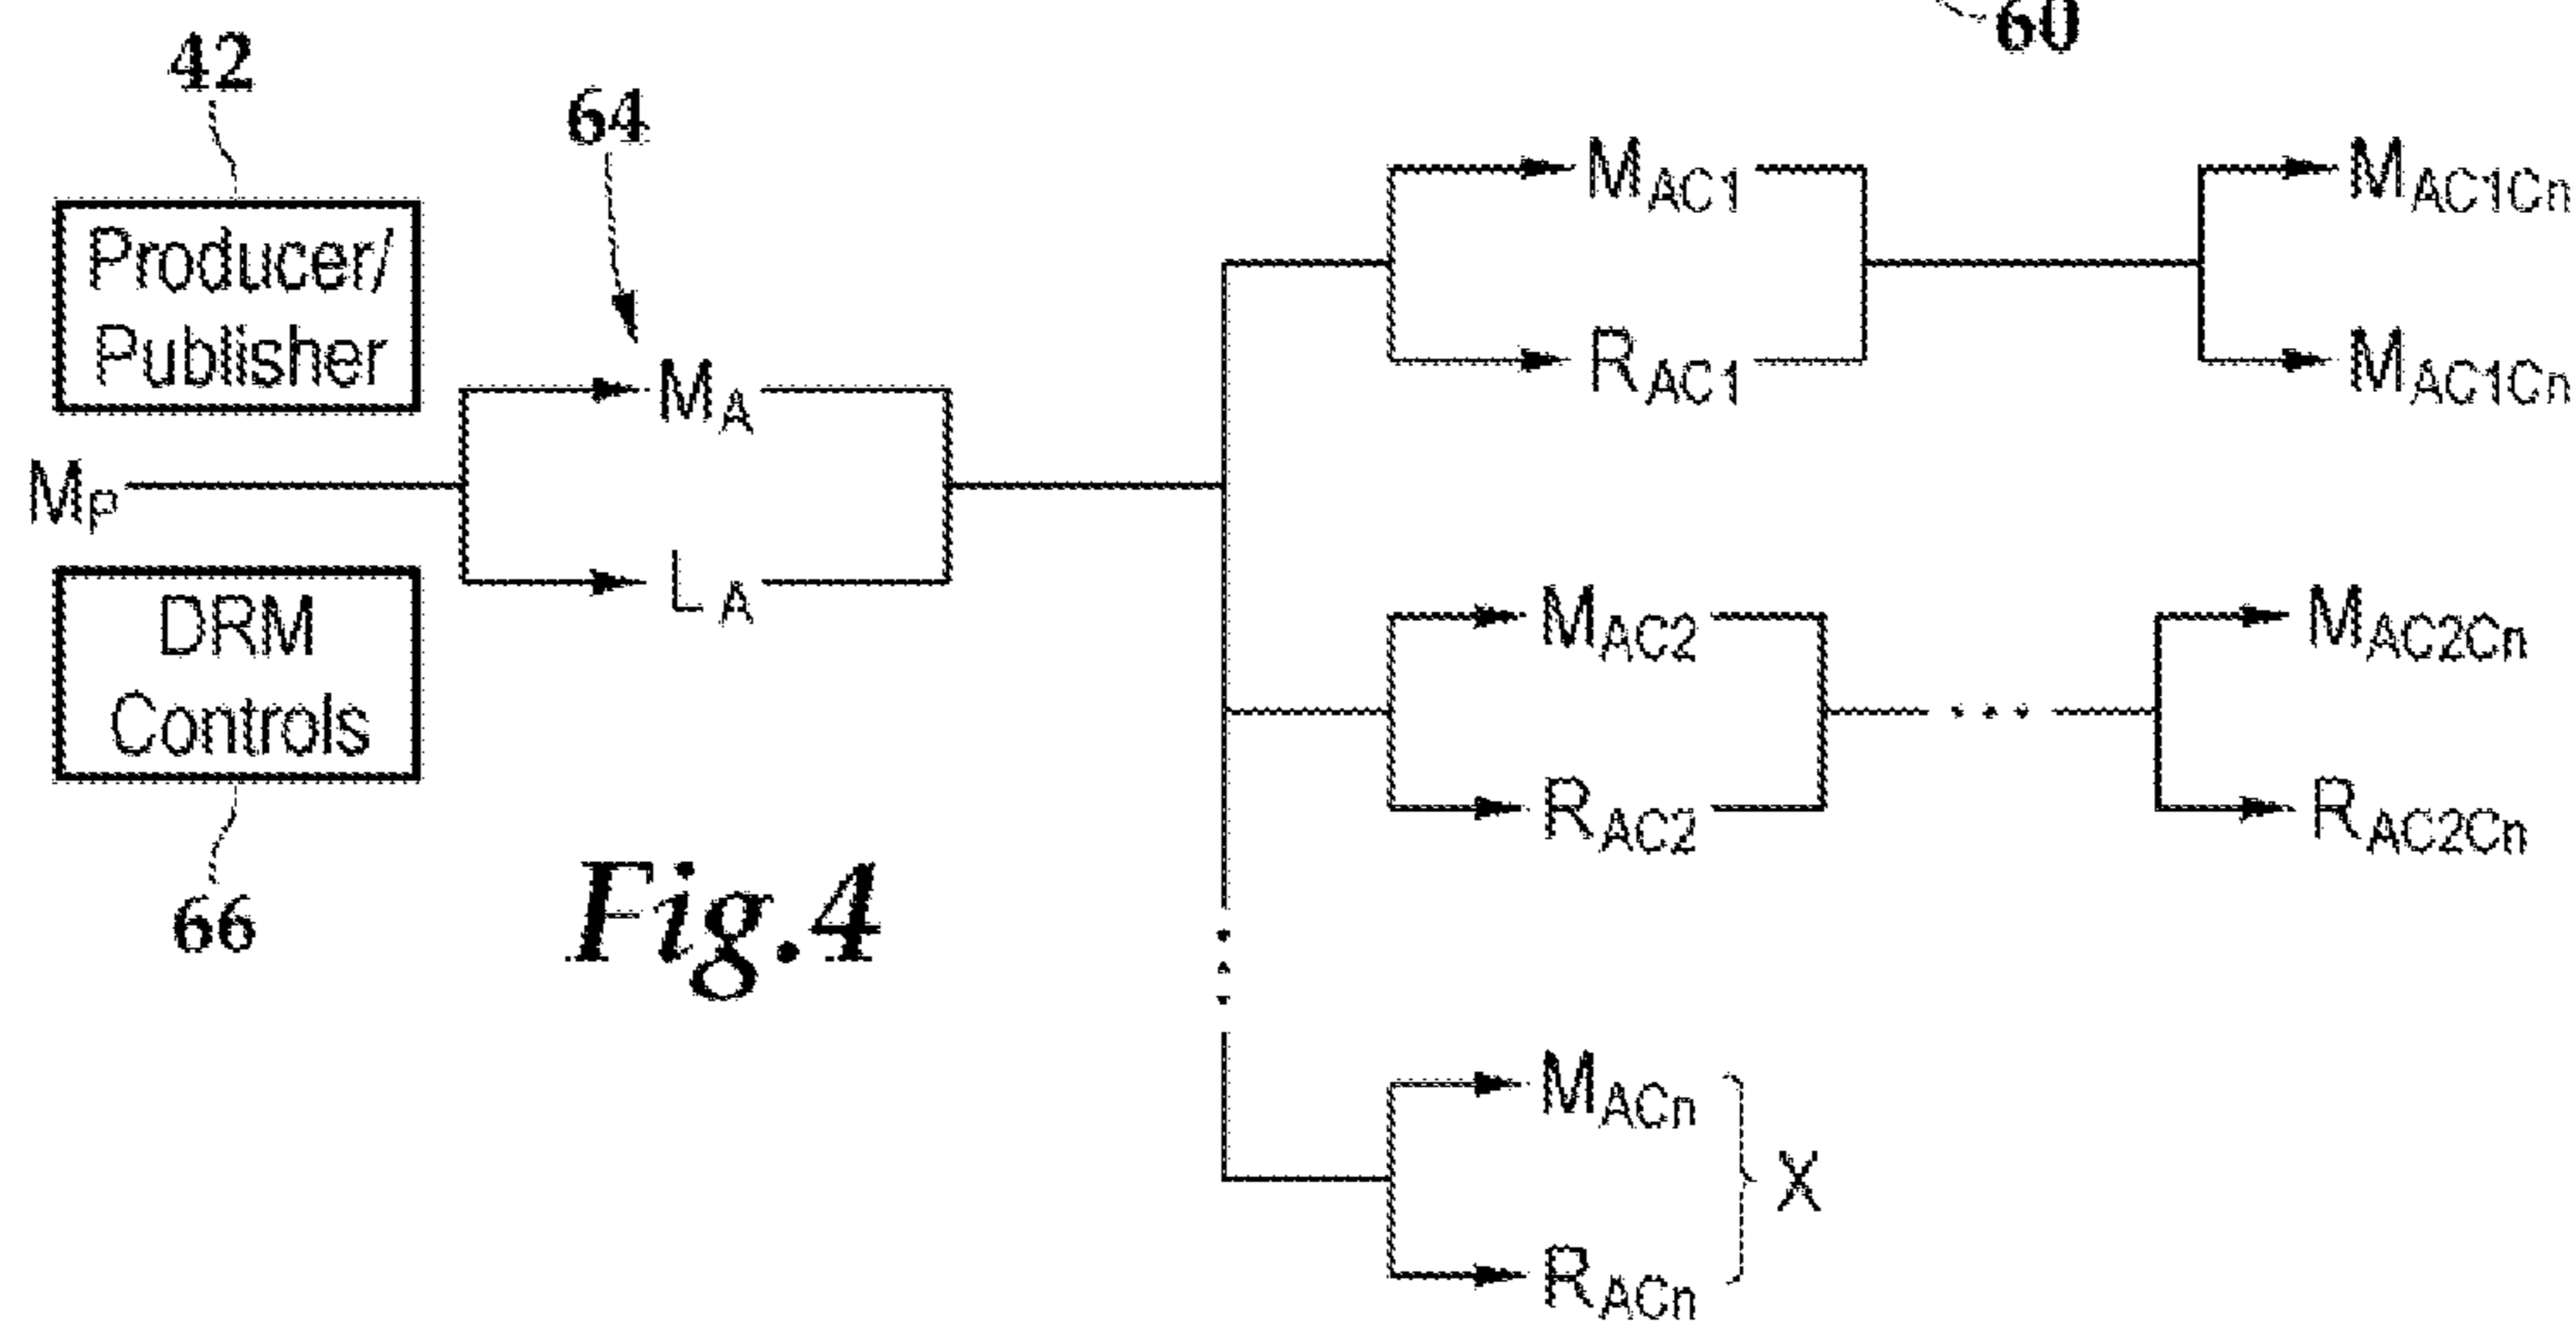 60
42
64
Producer/
Publisher
MP
DRM
Controls
66
MA
LA
MAC1
RAC1
MAC1Cn
MAC1Cn
MAC2
RAC2
MAC2Cn
RAC2Cn
MACn
RACn
X
Fig.4